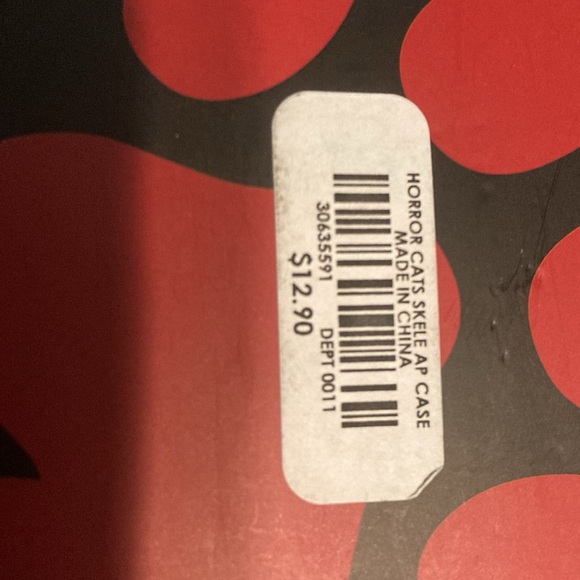 HORROR CATS SKELE AP CASE
MADE IN CHINA
30635591 DEPT 0011
$12.90